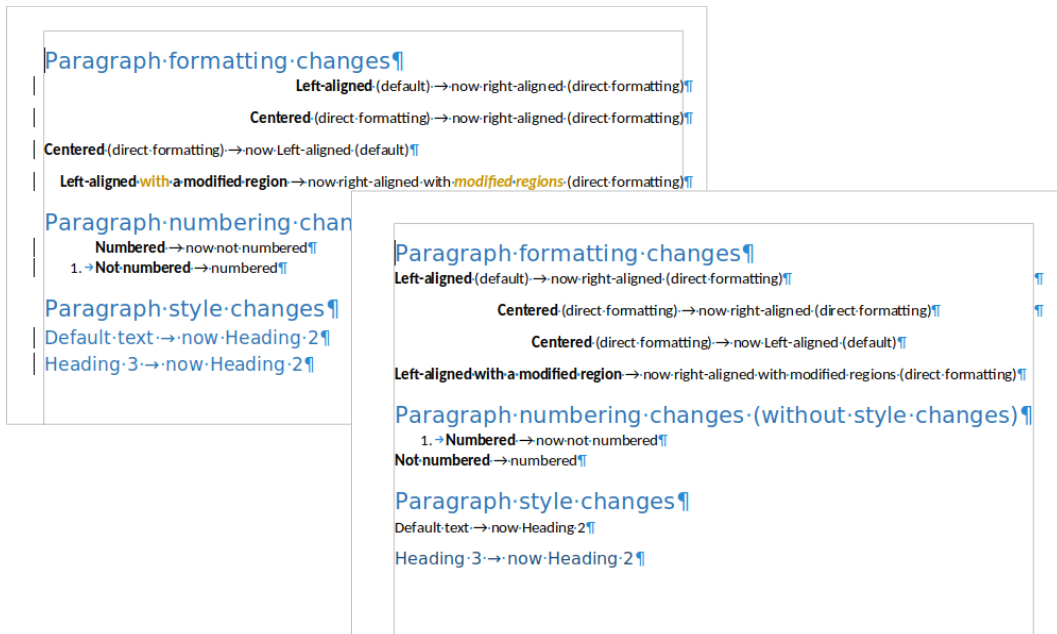 Paragraph formatting changes¶
Left-aligned (default) → now right-aligned (direct formatting)¶
Centered (direct formatting) → now right-aligned (direct formatting)¶
Centered (direct formatting) → now Left-aligned (default)¶
Left-aligned with a modified region → now right-aligned with modified regions (direct formatting)¶
Paragraph numbering chan
Numbered → now not numbered¶
1. → Not numbered → numbered¶
Paragraph style changes¶
Default text → now Heading 2¶
Heading 3 → now Heading 2¶
Paragraph formatting changes¶
Left-aligned (default) → now right-aligned (direct formatting)¶ ¶
Centered (direct formatting) → now right-aligned (direct formatting)¶ ¶
Centered (direct formatting) → now Left-aligned (default)¶
Left-aligned with a modified region → now right-aligned with modified regions (direct formatting)¶
Paragraph numbering changes (without style changes)¶
1. → Numbered → now not numbered¶
Not numbered → numbered¶
Paragraph style changes¶
Default text → now Heading 2¶
Heading 3 → now Heading 2¶